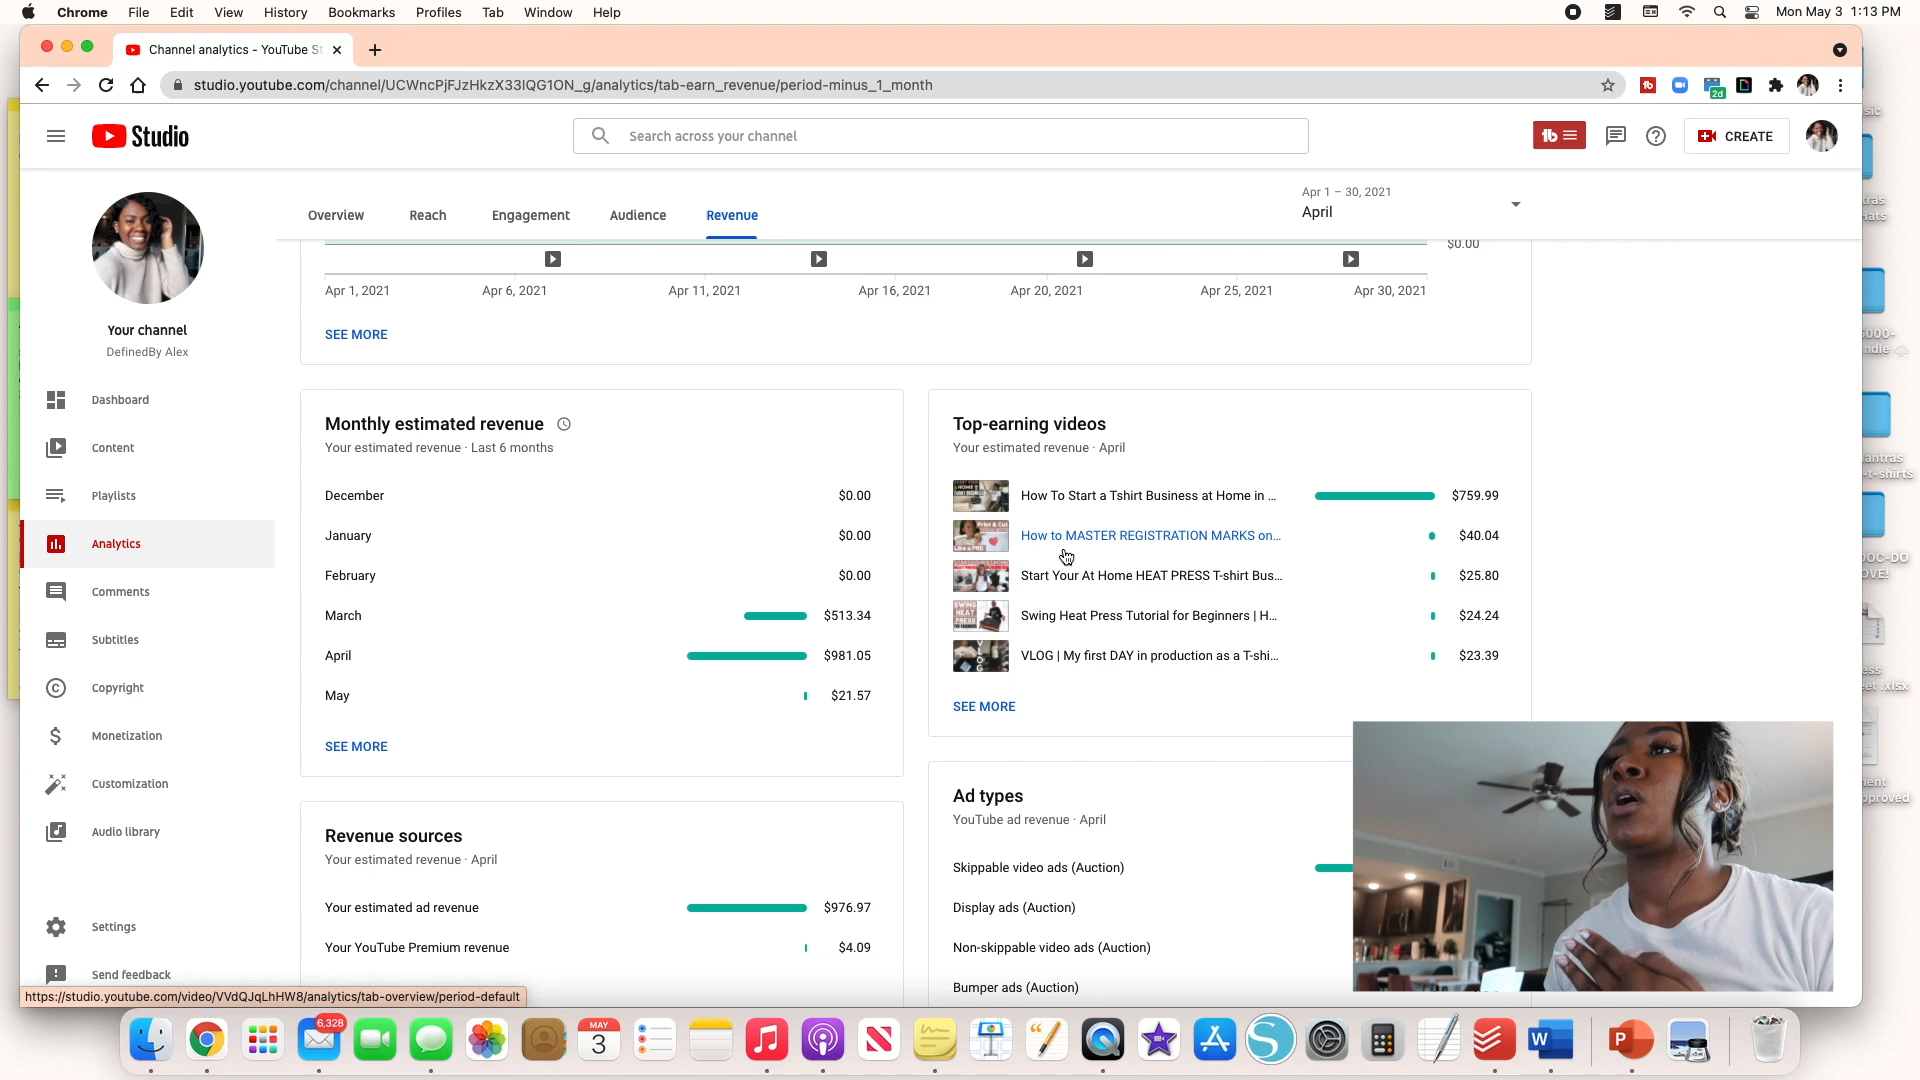 Chrome File Edit View History Bookmarks Profiles Tab Window Help
Mon May 3 1:13 PM
Channel analytics - YouTube St
studio.youtube.com/channel/UCWncPjFJzHkzX33IQG1ON_g/analytics/tab-earn_revenue/period-minus_1_month
2d
Studio
Search across your channel
CREATE
Your channel
DefinedBy Alex
Dashboard
Content
Playlists
Analytics
Comments
Subtitles
Copyright
Monetization
Customization
Audio library
Settings
Send feedback
Overview Reach Engagement Audience Revenue
Apr 1 – 30, 2021
April
$0.00
Apr 1, 2021 Apr 6, 2021 Apr 11, 2021 Apr 16, 2021 Apr 20, 2021 Apr 25, 2021 Apr 30, 2021
SEE MORE
Monthly estimated revenue
Your estimated revenue · Last 6 months
December $0.00
January $0.00
February $0.00
March $513.34
April $981.05
May $21.57
SEE MORE
Top-earning videos
Your estimated revenue · April
How To Start a Tshirt Business at Home in ... $759.99
How to MASTER REGISTRATION MARKS on... $40.04
Start Your At Home HEAT PRESS T-shirt Bus... $25.80
Swing Heat Press Tutorial for Beginners | H... $24.24
VLOG | My first DAY in production as a T-shi... $23.39
SEE MORE
Revenue sources
Your estimated revenue · April
Your estimated ad revenue $976.97
Your YouTube Premium revenue $4.09
Ad types
YouTube ad revenue · April
Skippable video ads (Auction)
Display ads (Auction)
Non-skippable video ads (Auction)
Bumper ads (Auction)
https://studio.youtube.com/video/VVdQJqLhHW8/analytics/tab-overview/period-default
6,328
MAY
3